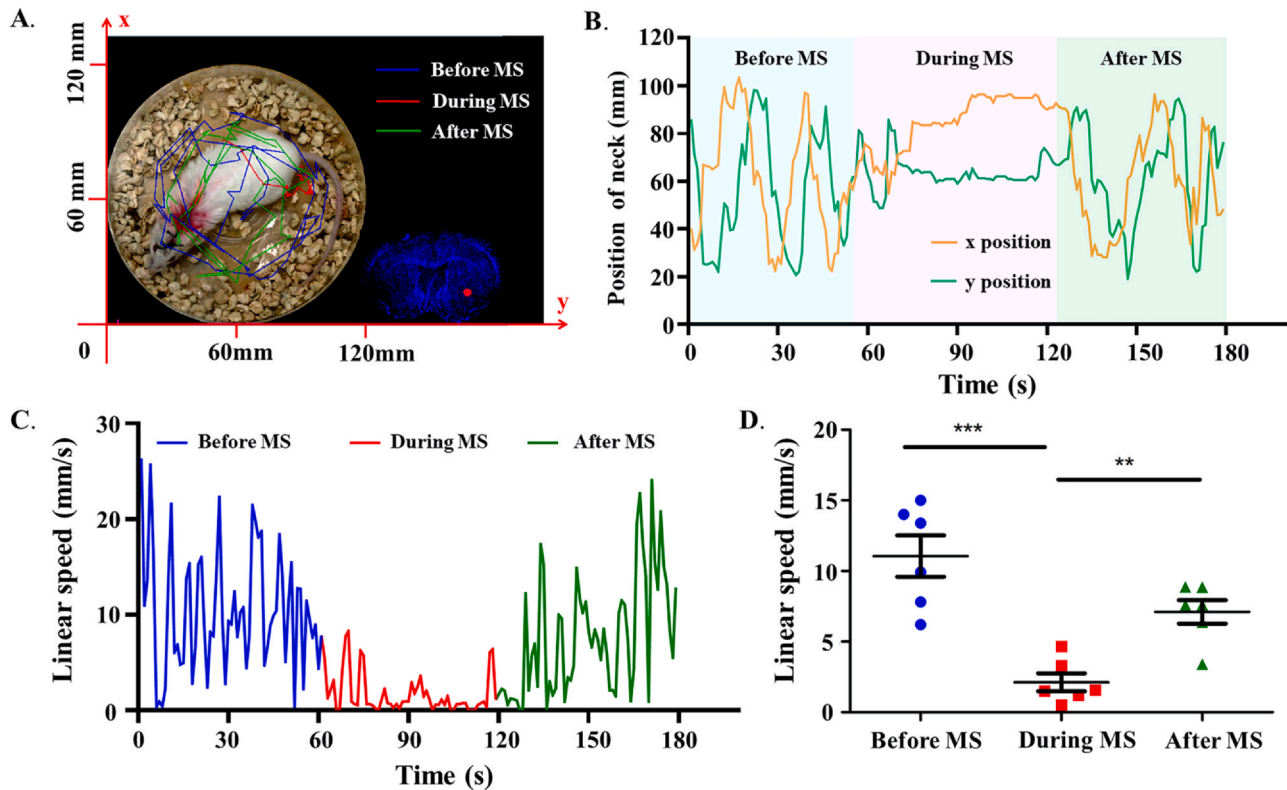 A.
x
120 mm
60 mm
0
60mm
120mm
y
Before MS
During MS
After MS
B.
Position of neck (mm)
120
100
80
60
40
20
0
Before MS
During MS
After MS
x position
y position
0
30
60
90
120
150
180
Time (s)
C.
Linear speed (mm/s)
30
20
10
0
Before MS
During MS
After MS
0
30
60
90
120
150
180
Time (s)
D.
Linear speed (mm/s)
20
15
10
5
0
***
**
Before MS
During MS
After MS